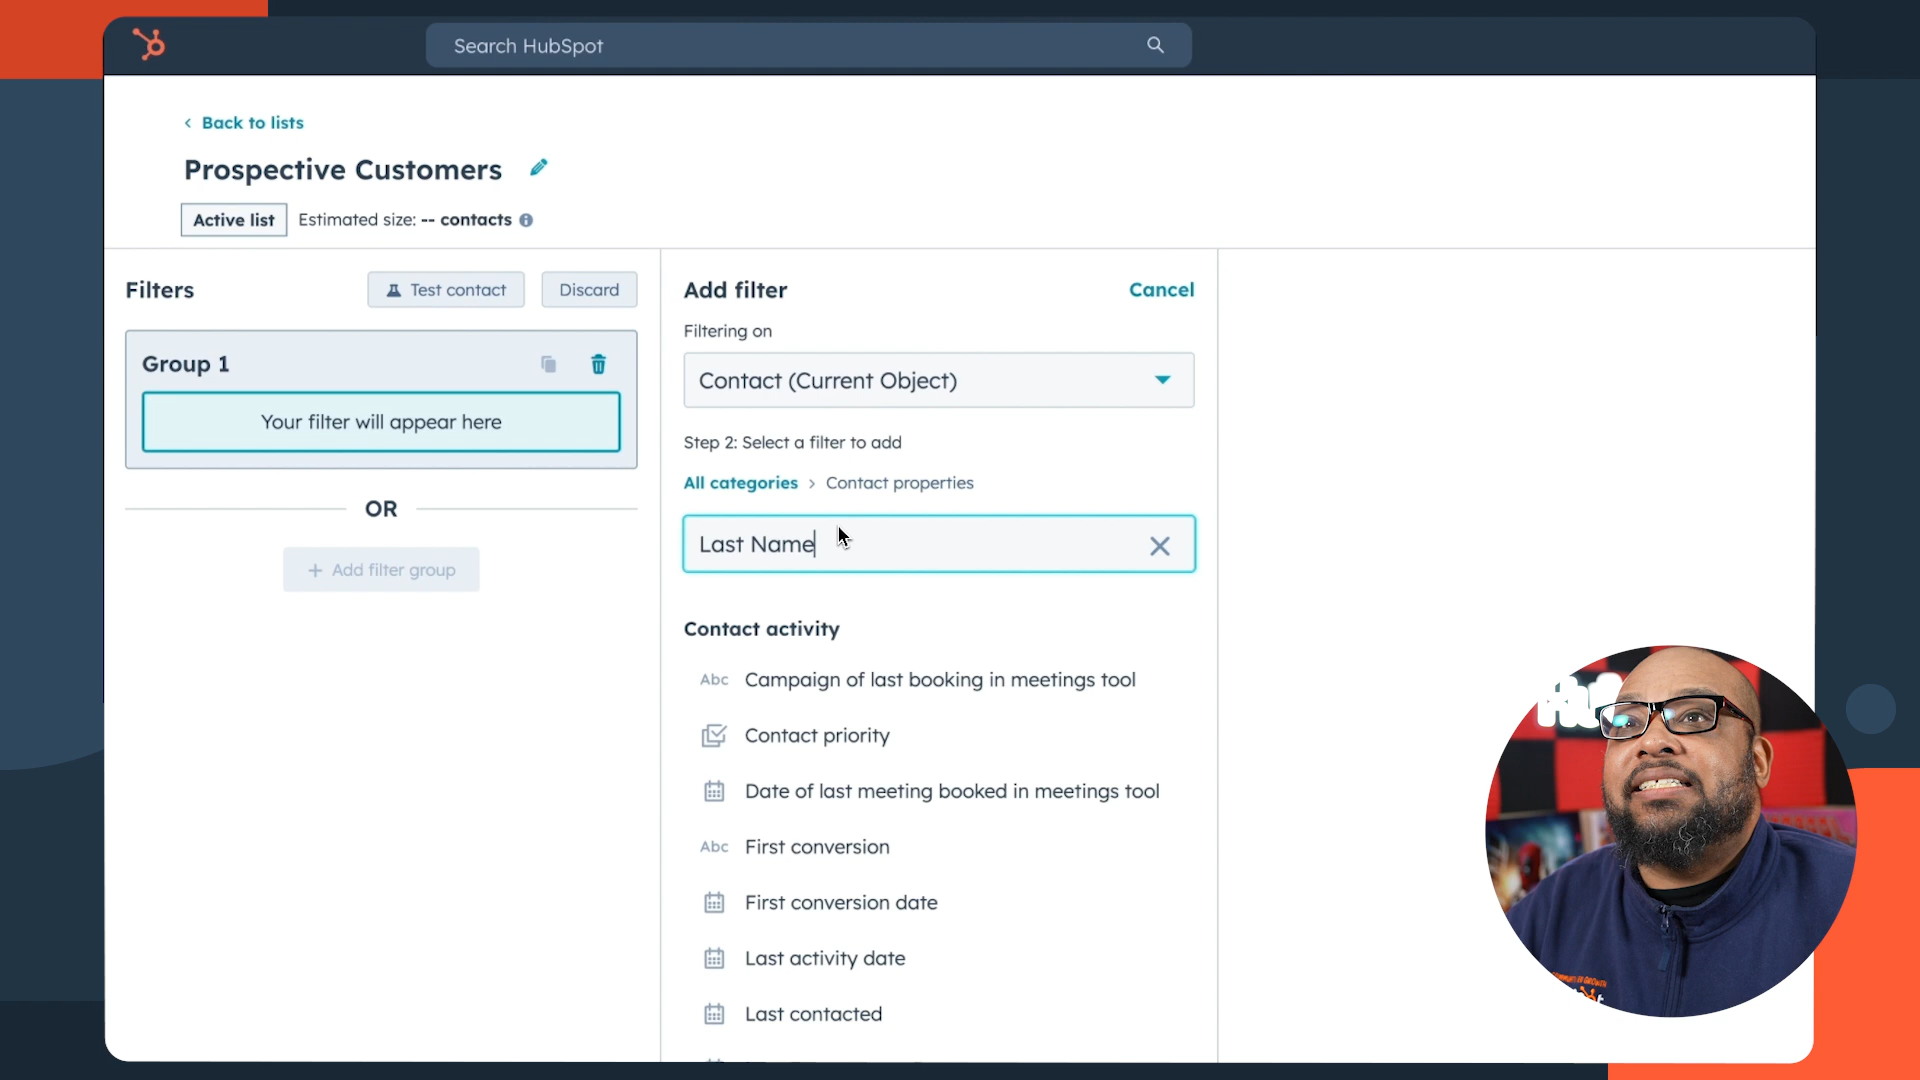 Search HubSpot
Back to lists
Prospective Customers
Active list
Estimated size: -- contacts
Filters
Test contact
Discard
Group 1
Your filter will appear here
OR
+ Add filter group
Add filter
Cancel
Filtering on
Contact (Current Object)
Step 2: Select a filter to add
All categories > Contact properties
Last Name
Contact activity
Abc Campaign of last booking in meetings tool
Contact priority
Date of last meeting booked in meetings tool
Abc First conversion
First conversion date
Last activity date
Last contacted